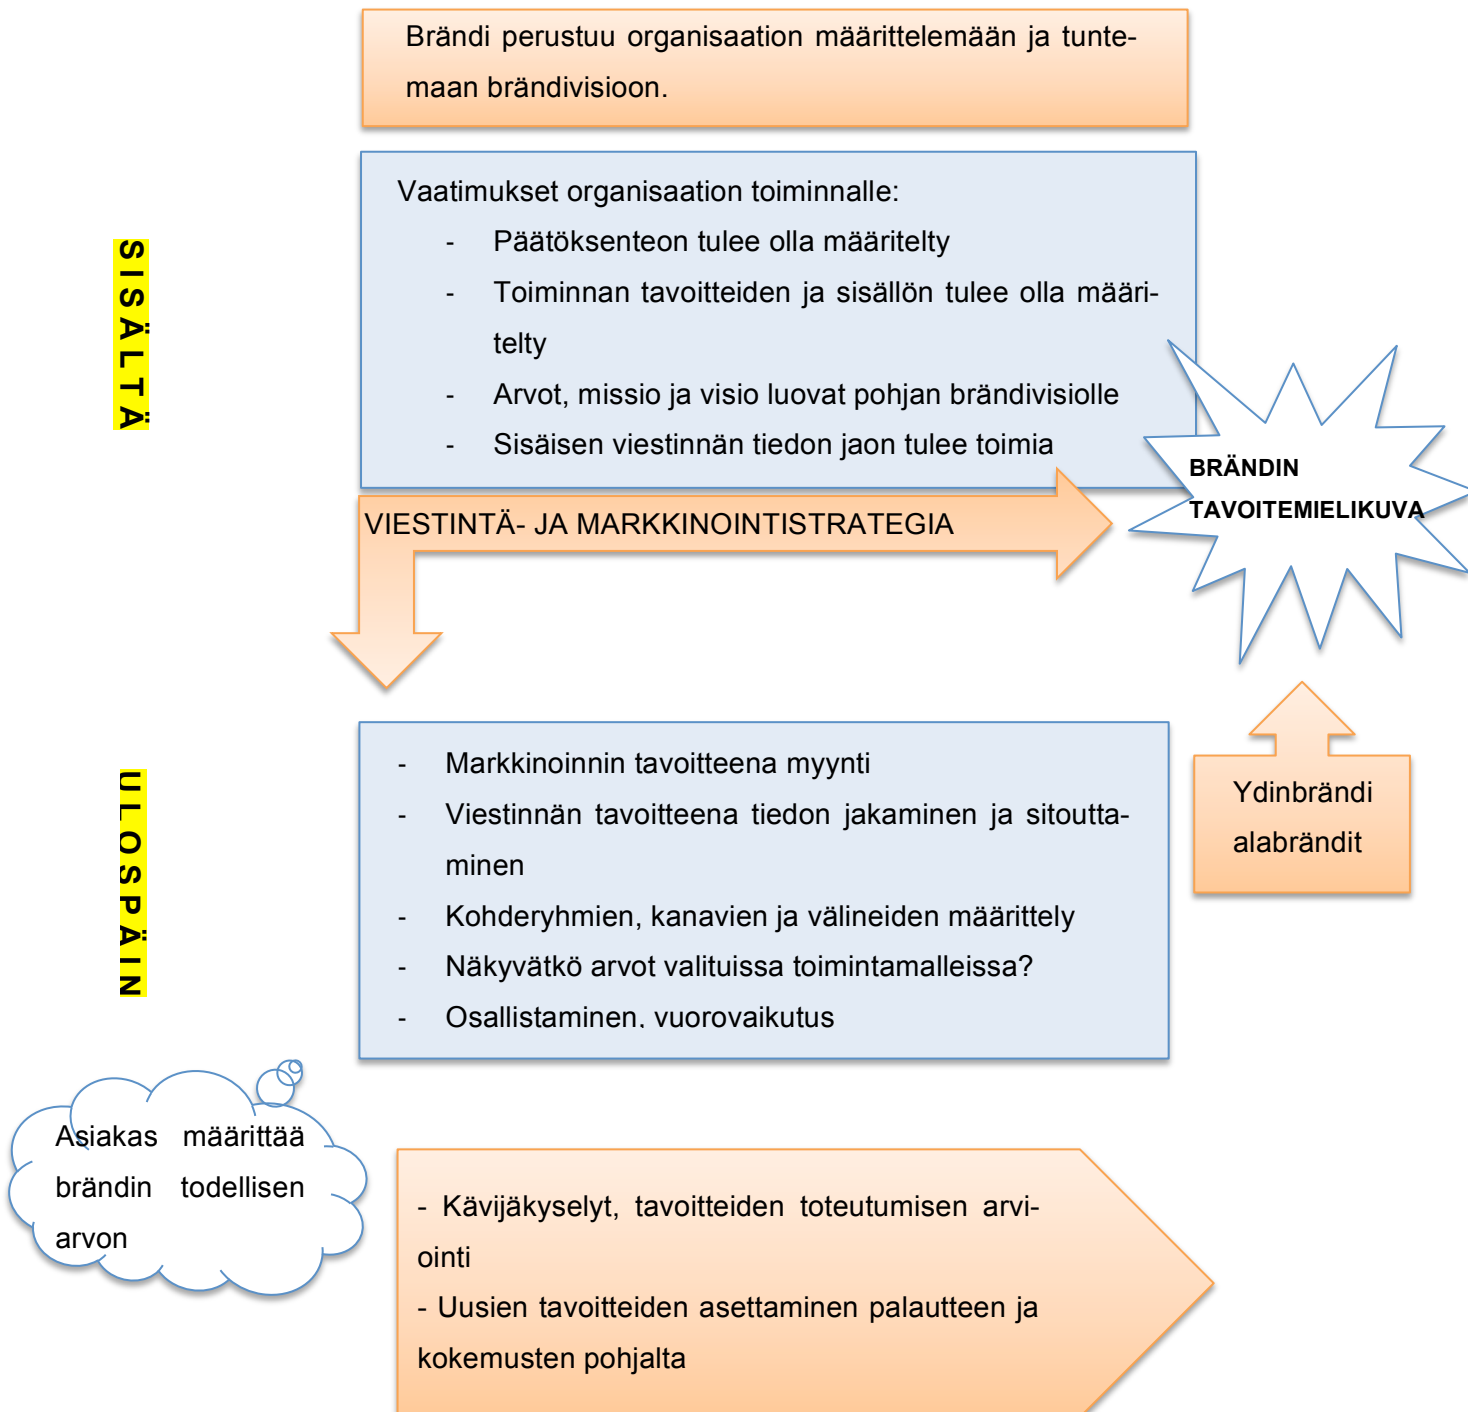 Brändi perustuu organisaation määrittelemään ja tunte-
maan brändivisioon.
SISÄLTÄ
Vaatimukset organisaation toiminnalle:
- Päätöksenteon tulee olla määritelty
- Toiminnan tavoitteiden ja sisällön tulee olla määri-
telty
- Arvot, missio ja visio luovat pohjan brändivisiolle
- Sisäisen viestinnän tiedon jaon tulee toimia
BRÄNDIN
TAVOITEMIELIKUVA
VIESTINTÄ- JA MARKKINOINTISTRATEGIA
ULOSPÄIN
- Markkinoinnin tavoitteena myynti
- Viestinnän tavoitteena tiedon jakaminen ja sitoutta-
minen
- Kohderyhmien, kanavien ja välineiden määrittely
- Näkyvätkö arvot valituissa toimintamalleissa?
- Osallistaminen, vuorovaikutus
Ydinbrändi
alabrändit
Asiakas määrittää
brändin todellisen
arvon
- Kävijäkyselyt, tavoitteiden toteutumisen arvi-
ointi
- Uusien tavoitteiden asettaminen palautteen ja
kokemusten pohjalta